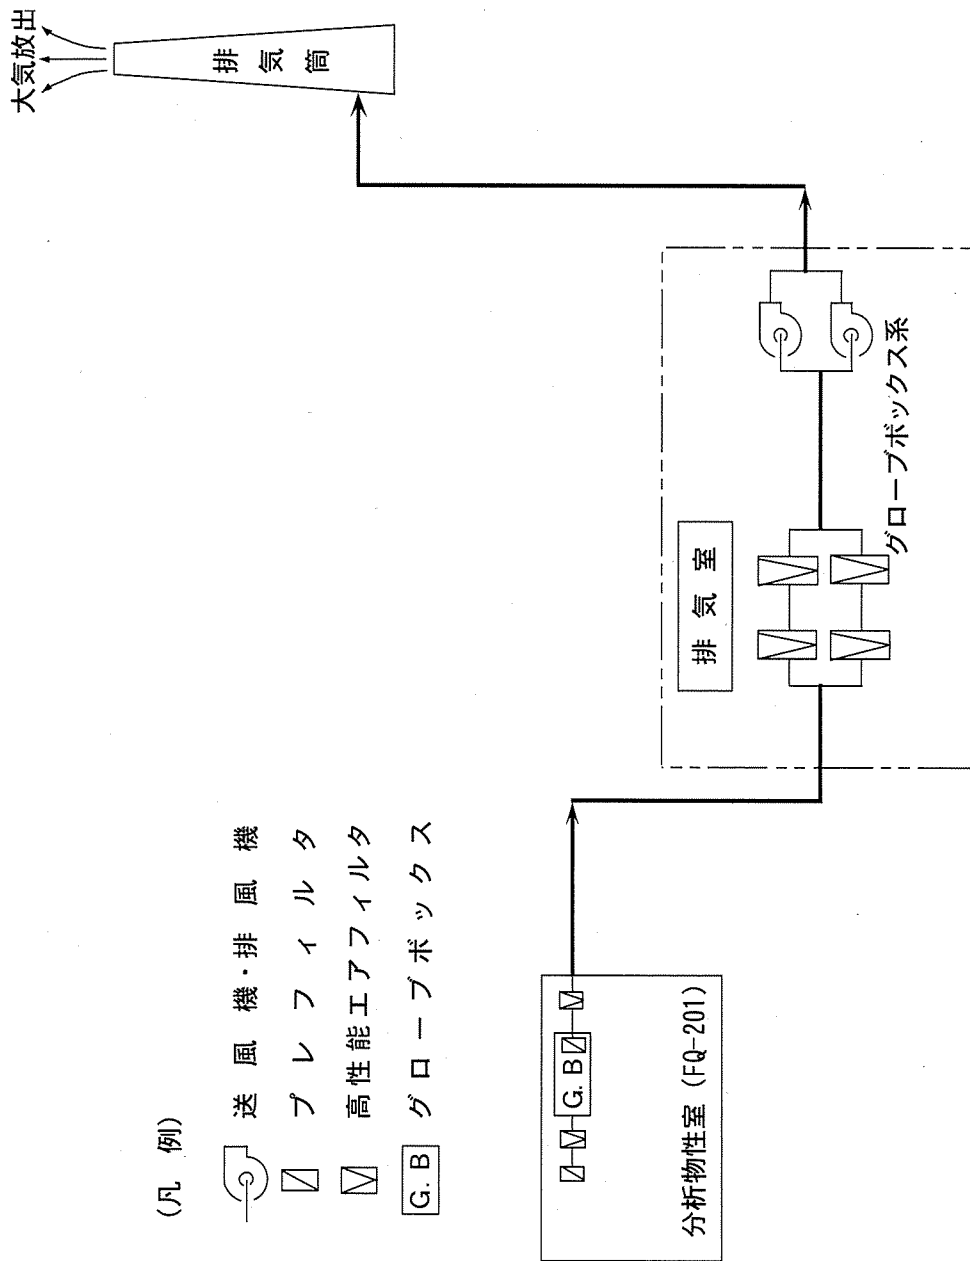 大気放出
排気筒
(凡 例)
送風機・排風機
プレフィルタ
高性能エアフィルタ
G. B グローブボックス
排気室
グローブボックス系
G. B
分析物性室 (FQ-201)